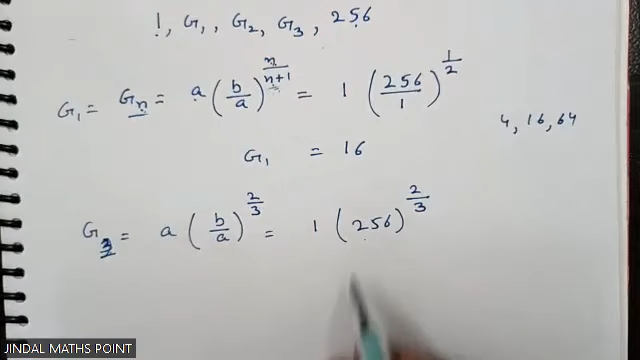 1, G₁, G₂, G₃, 256
G₁ = Gₙ = a (b/a)^(n/(n+1)) = 1 (256/1)^(1/2)
4, 16, 64
G₁ = 16
= a (b/a)^(2/3) = 1 (256)^(2/3)
JINDAL MATHS POINT